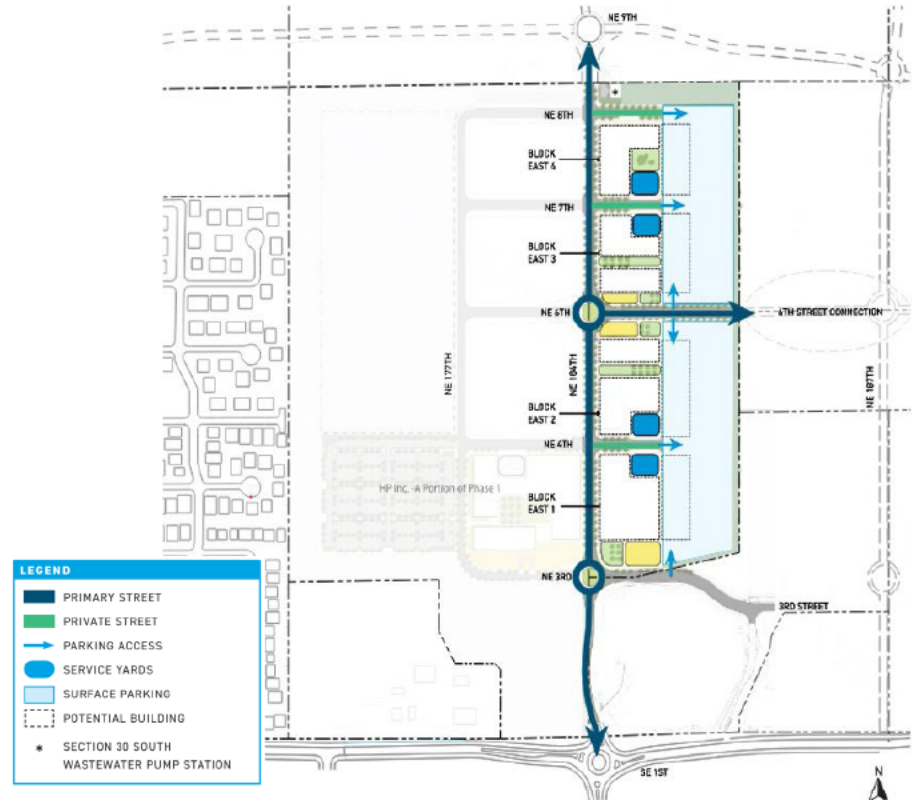 NE 9TH
*
NE 8TH
BLOCK
EAST 4
NE 7TH
BLOCK
EAST 3
NE 6TH
6TH STREET CONNECTION
NE 177TH
NE 184TH
NE 187TH
BLOCK
EAST 2
NE 4TH
HP Inc. -A Portion of Phase 1
BLOCK
EAST 1
NE 3RD
3RD STREET
SE 1ST
N
LEGEND
PRIMARY STREET
PRIVATE STREET
PARKING ACCESS
SERVICE YARDS
SURFACE PARKING
POTENTIAL BUILDING
* SECTION 30 SOUTH
WASTEWATER PUMP STATION